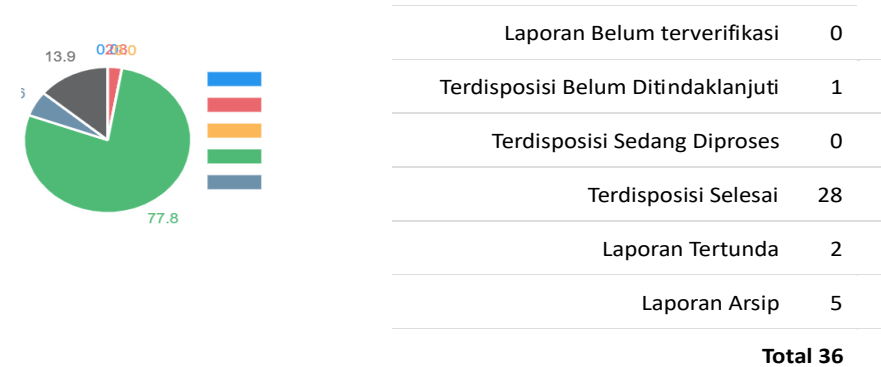 13.9
77.8
Laporan Belum terverifikasi 0
Terdisposisi Belum Ditindaklanjuti 1
Terdisposisi Sedang Diproses 0
Terdisposisi Selesai 28
Laporan Tertunda 2
Laporan Arsip 5
Total 36